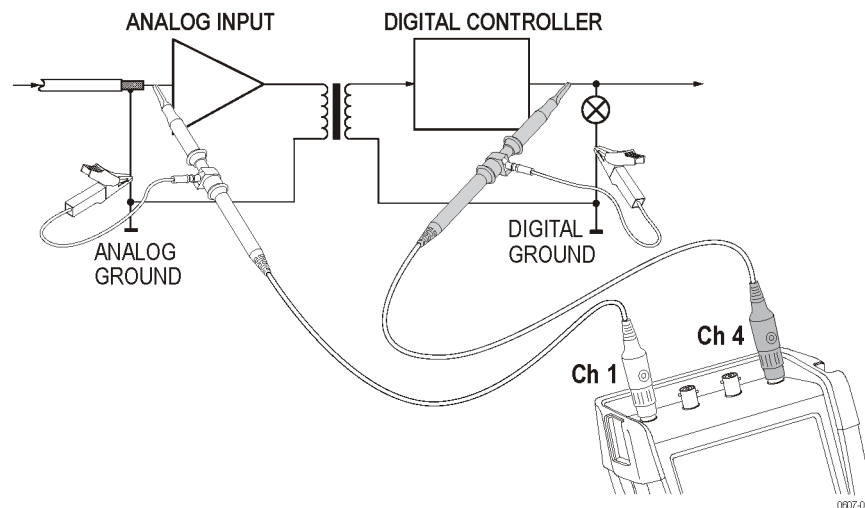 ANALOG INPUT
DIGITAL CONTROLLER
ANALOG
GROUND
DIGITAL
GROUND
Ch 1
Ch 4